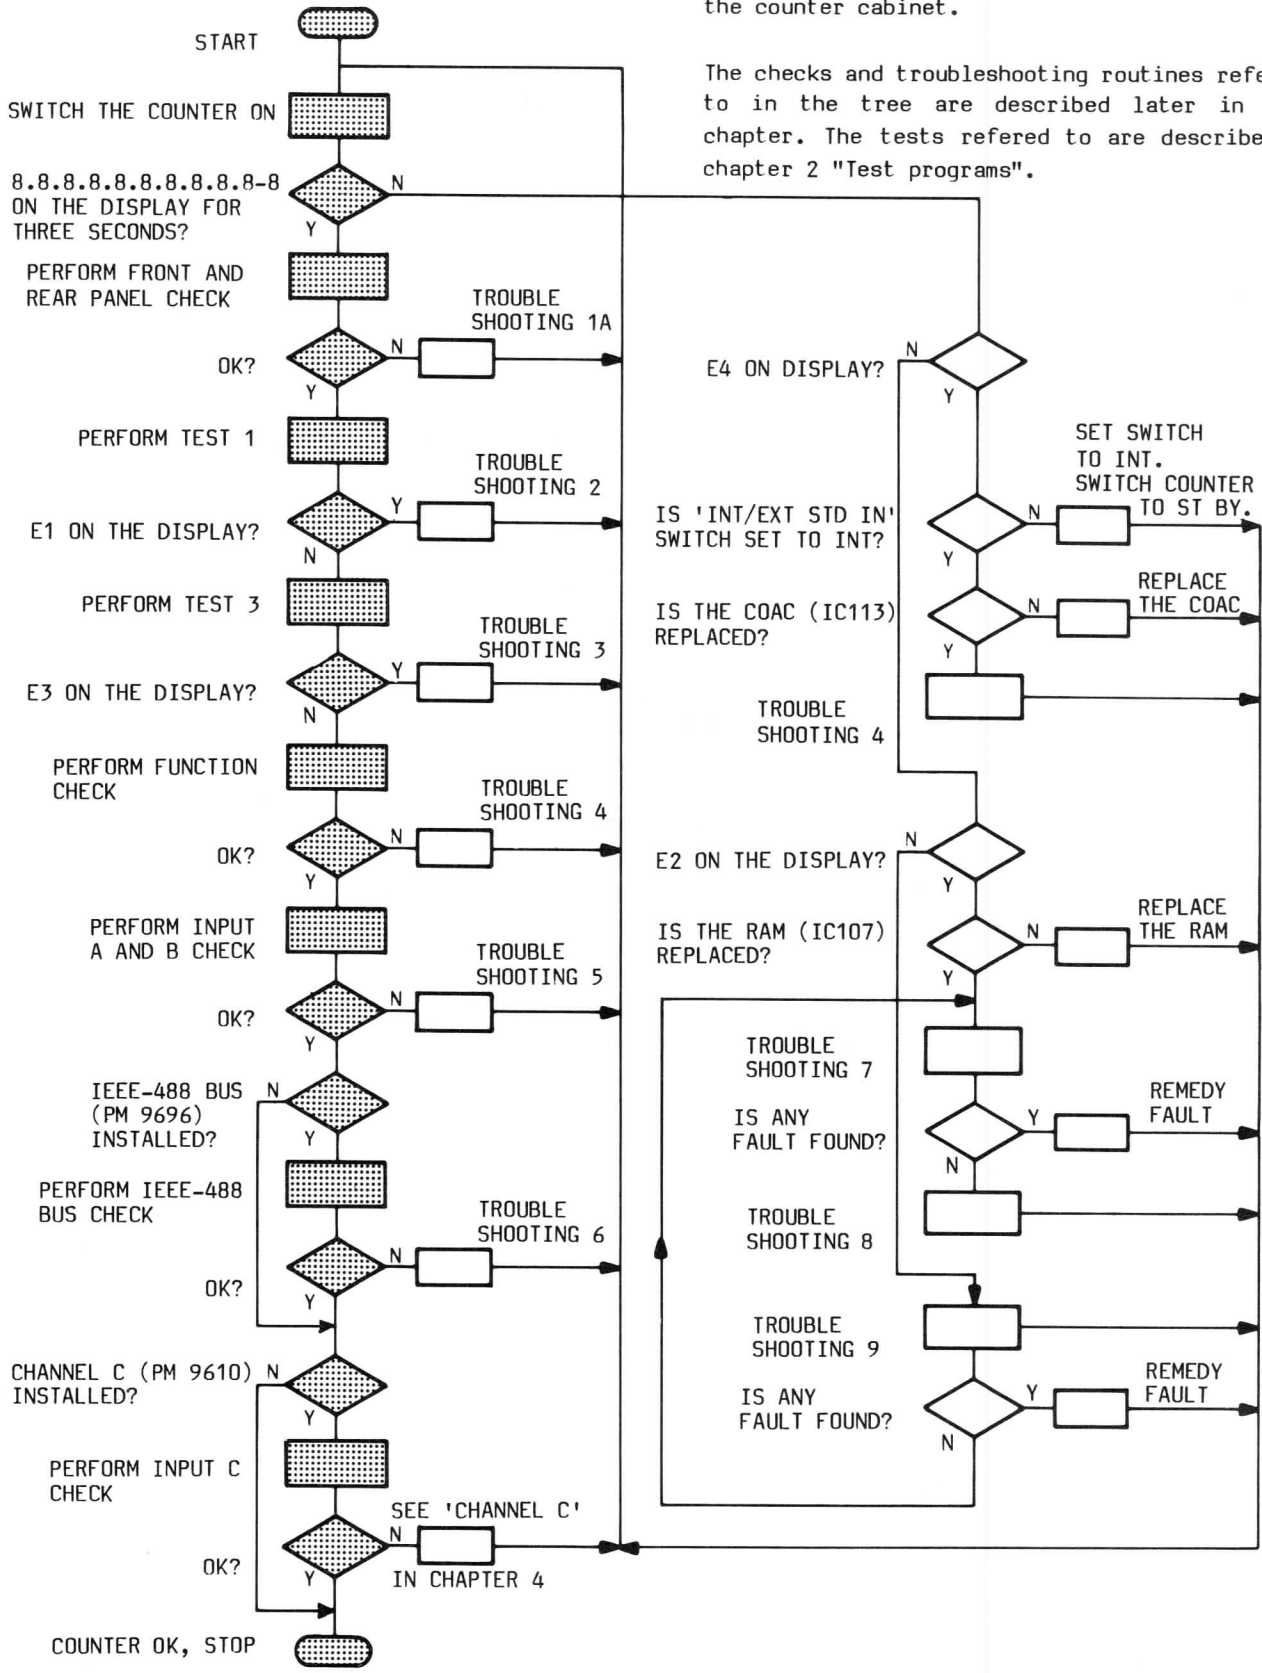 the counter cabinet.
The checks and troubleshooting routines refe
to in the tree are described later in
chapter. The tests refered to are describe
chapter 2 "Test programs".
START
SWITCH THE COUNTER ON
8.8.8.8.8.8.8.8.8.8-8
ON THE DISPLAY FOR
THREE SECONDS?
N
Y
PERFORM FRONT AND
REAR PANEL CHECK
TROUBLE
SHOOTING 1A
OK?
N
Y
PERFORM TEST 1
TROUBLE
SHOOTING 2
E1 ON THE DISPLAY?
Y
N
PERFORM TEST 3
TROUBLE
SHOOTING 3
E3 ON THE DISPLAY?
Y
N
PERFORM FUNCTION
CHECK
TROUBLE
SHOOTING 4
OK?
N
Y
PERFORM INPUT
A AND B CHECK
TROUBLE
SHOOTING 5
OK?
N
Y
IEEE-488 BUS
(PM 9696)
INSTALLED?
N
Y
PERFORM IEEE-488
BUS CHECK
TROUBLE
SHOOTING 6
OK?
N
Y
CHANNEL C (PM 9610)
INSTALLED?
N
Y
PERFORM INPUT C
CHECK
SEE 'CHANNEL C'
IN CHAPTER 4
OK?
N
Y
COUNTER OK, STOP
E4 ON DISPLAY?
N
Y
SET SWITCH
TO INT.
SWITCH COUNTER
TO ST BY.
IS 'INT/EXT STD IN'
SWITCH SET TO INT?
N
Y
REPLACE
THE COAC
IS THE COAC (IC113)
REPLACED?
N
Y
TROUBLE
SHOOTING 4
E2 ON THE DISPLAY?
N
Y
REPLACE
THE RAM
IS THE RAM (IC107)
REPLACED?
N
Y
TROUBLE
SHOOTING 7
REMEDY
FAULT
IS ANY
FAULT FOUND?
Y
N
TROUBLE
SHOOTING 8
TROUBLE
SHOOTING 9
REMEDY
FAULT
IS ANY
FAULT FOUND?
Y
N